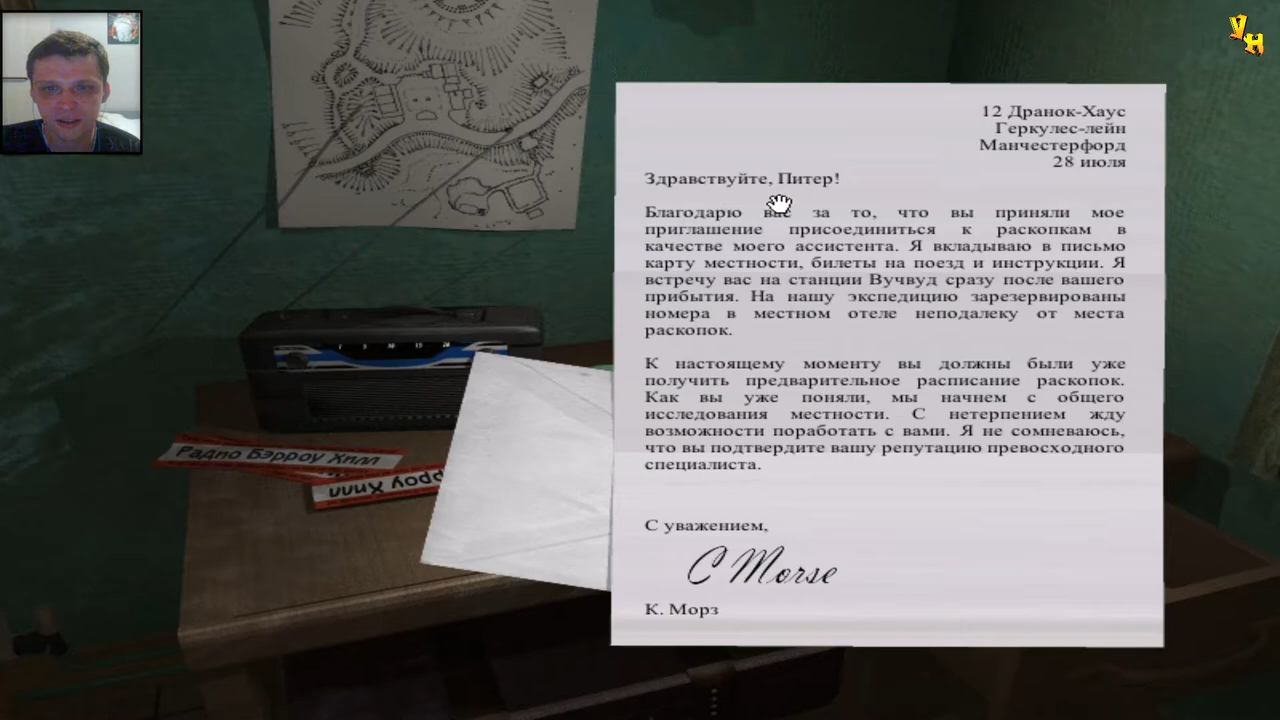 УН
12 Дранок-Хаус
Геркулес-лейн
Манчестерфорд
28 июля
Здравствуйте, Питер!
Благодарю вас за то, что вы приняли мое
приглашение присоединиться к раскопкам в
качестве моего ассистента. Я вкладываю в письмо
карту местности, билеты на поезд и инструкции. Я
встречу вас на станции Вучвуд сразу после вашего
прибытия. На нашу экспедицию зарезервированы
номера в местном отеле неподалеку от места
раскопок.
К настоящему моменту вы должны были уже
получить предварительное расписание раскопок.
Как вы уже поняли, мы начнем с общего
исследования местности. С нетерпением жду
возможности поработать с вами. Я не сомневаюсь,
что вы подтвердите вашу репутацию превосходного
специалиста.
С уважением,
C Morse
К. Морз
Радио Бэрроу Хилл
Хилл